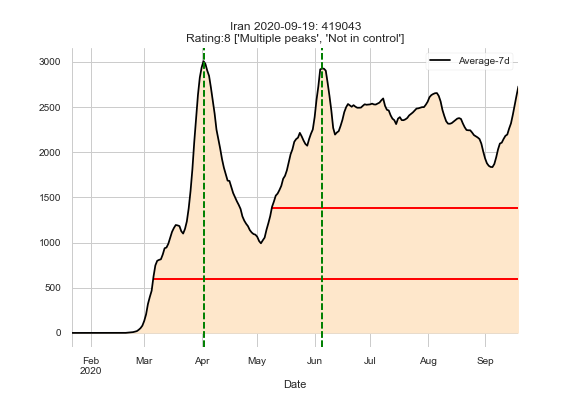 Iran 2020-09-19: 419043
Rating:8 ['Multiple peaks', 'Not in control']
Average-7d
3000
2500
2000
1500
1000
500
0
Feb Mar Apr May Jun Jul Aug Sep
2020
Date